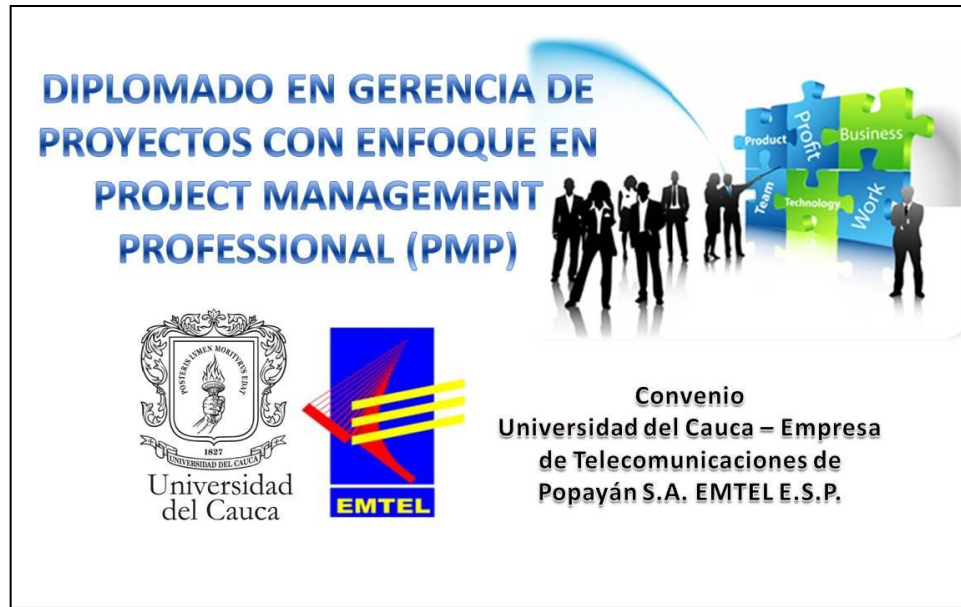 DIPLOMADO EN GERENCIA DE
PROYECTOS CON ENFOQUE EN
PROJECT MANAGEMENT
PROFESSIONAL (PMP)
Product
Profit
Business
Team
Technology
Work
POSTERIS LVMEN MORITVRVS EDAT
1827
UNIVERSIDAD DEL CAUCA
Universidad
del Cauca
EMTEL
Convenio
Universidad del Cauca – Empresa
de Telecomunicaciones de
Popayán S.A. EMTEL E.S.P.